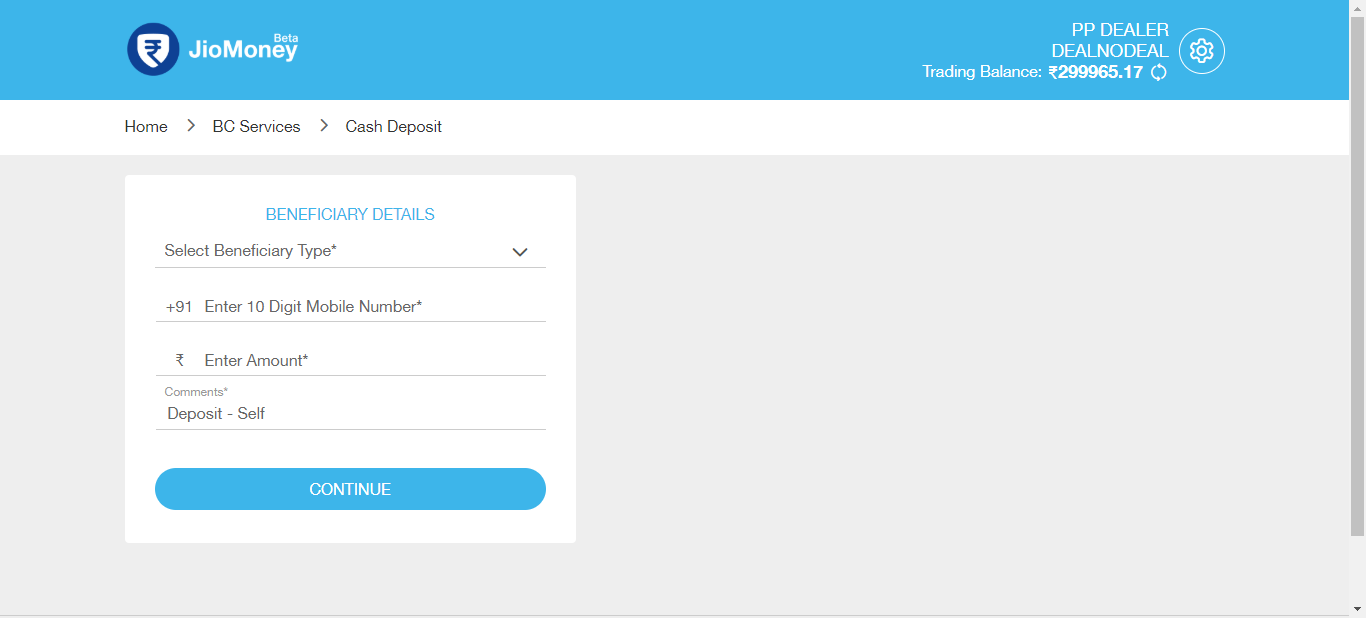 JioMoney Beta
PP DEALER
DEALNODEAL
Trading Balance: ₹299965.17
Home > BC Services > Cash Deposit
BENEFICIARY DETAILS
Select Beneficiary Type*
+91 Enter 10 Digit Mobile Number*
₹ Enter Amount*
Comments*
Deposit - Self
CONTINUE